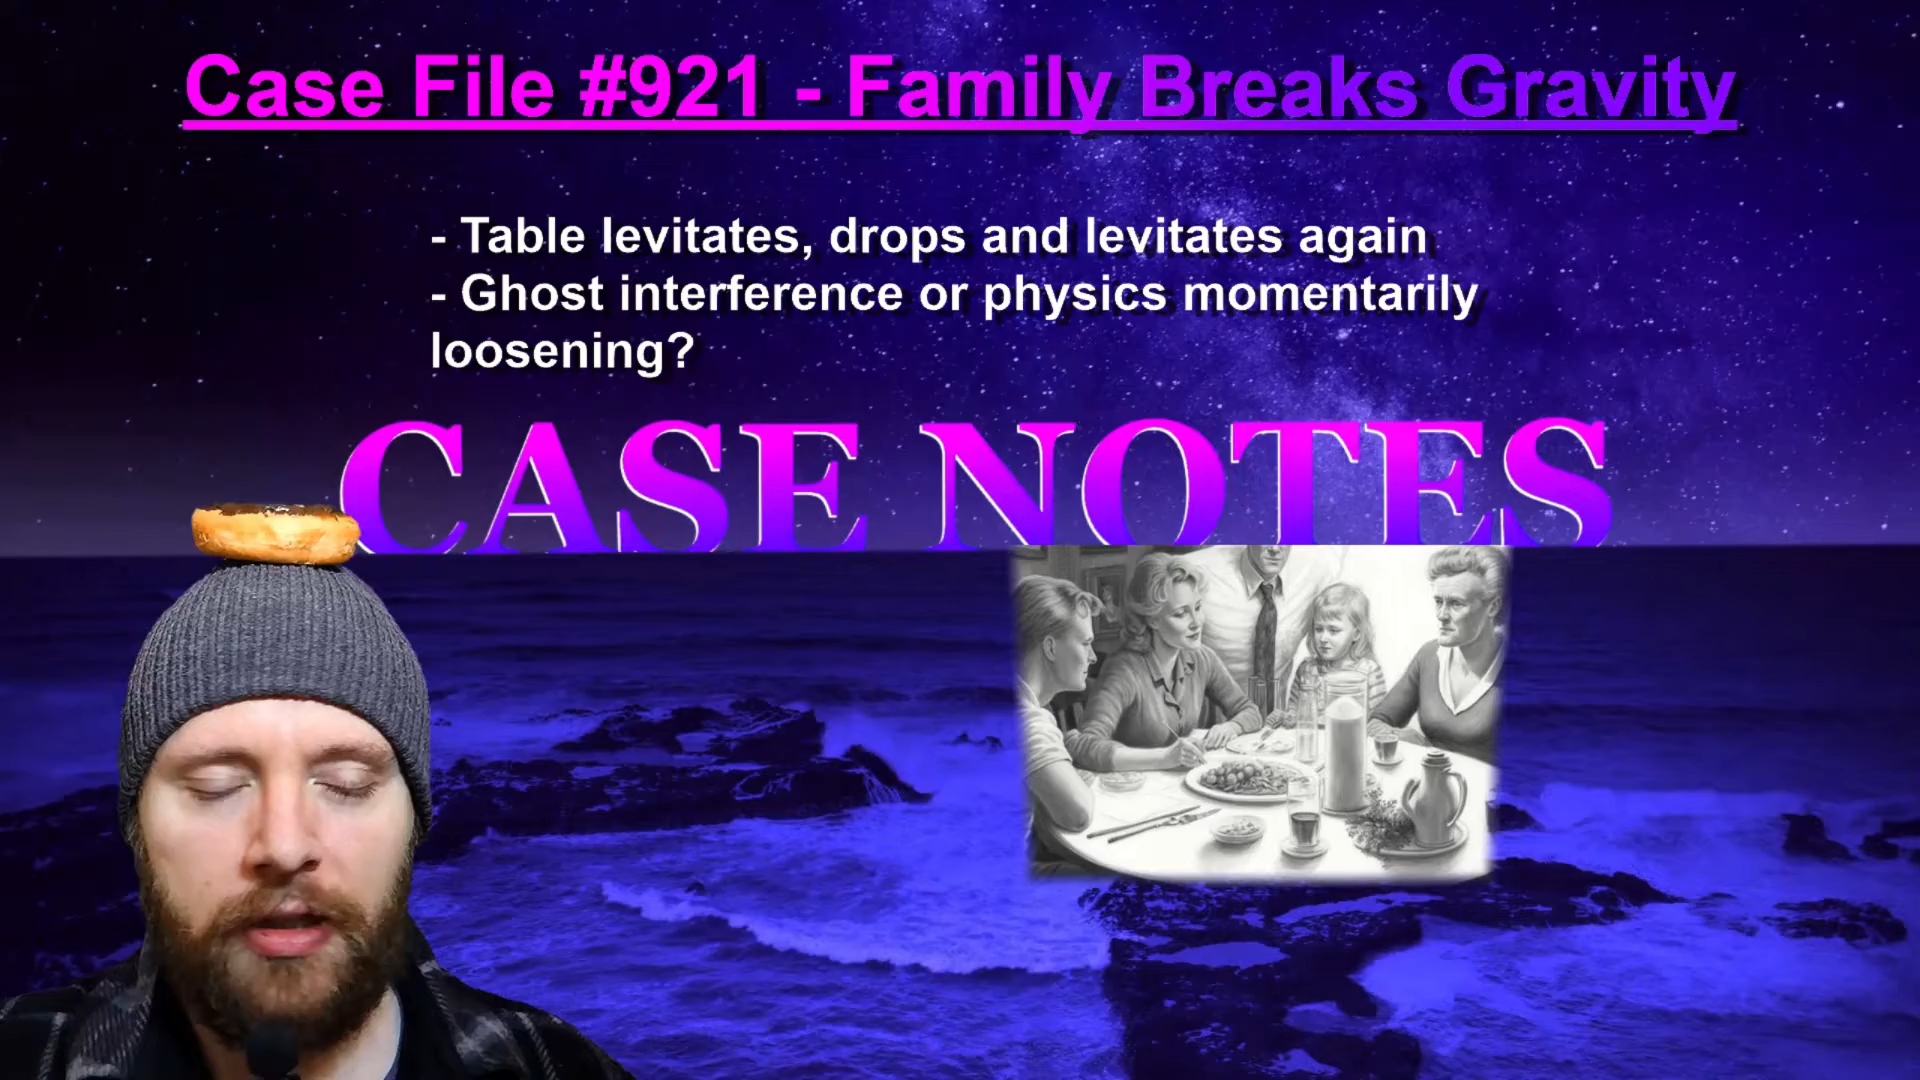 Case File #921 - Family Breaks Gravity
- Table levitates, drops and levitates again
- Ghost interference or physics momentarily
loosening?
CASE NOTES